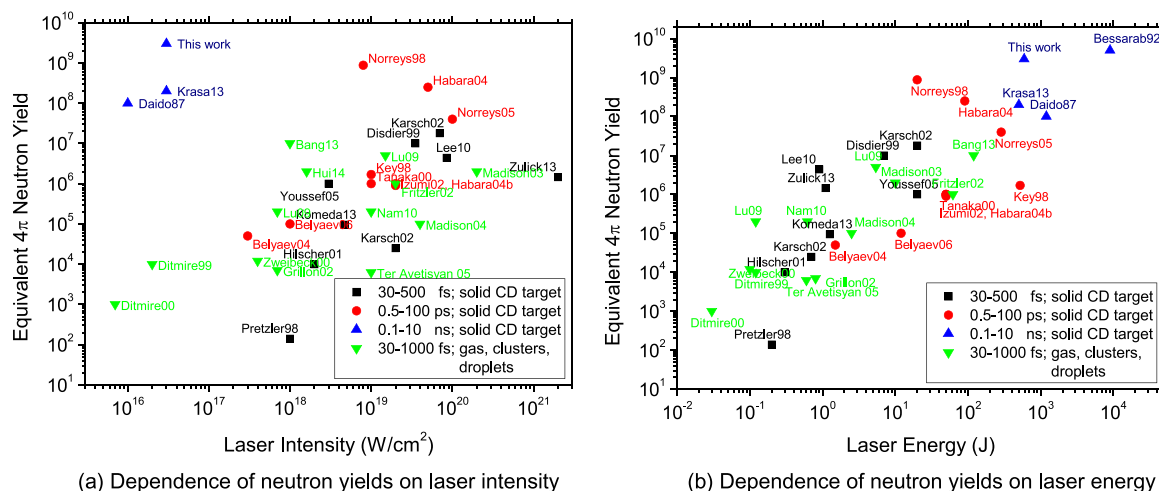 10^10
10^9
10^8
10^7
10^6
10^5
10^4
10^3
10^2
10^1
Equivalent 4π Neutron Yield
This work
Krasa13
Daido87
Norreys98
Habara04
Norreys05
Karsch02
Disdier99
Lee10
Bang13
Lu09
Zulick13
Hui14
Key98
Madison03
Tanaka00
Izumi02, Habara04b
Youssef05
Fritzler02
Lu09
Komeda13
Nam10
Belyaev06
Madison04
Belyaev04
Karsch02
Hilscher01
Ditmire99
Zweiback00
Grillon02
Ter Avetisyan 05
Ditmire00
Pretzler98
30-500 fs; solid CD target
0.5-100 ps; solid CD target
0.1-10 ns; solid CD target
30-1000 fs; gas, clusters,
droplets
10^16 10^17 10^18 10^19 10^20 10^21
Laser Intensity (W/cm²)
(a) Dependence of neutron yields on laser intensity
10^10
10^9
10^8
10^7
10^6
10^5
10^4
10^3
10^2
10^1
Equivalent 4π Neutron Yield
Bessarab92
This work
Norreys98
Krasa13
Habara04
Daido87
Karsch02
Norreys05
Disdier99
Bang13
Lu09
Lee10
Madison03
Zulick13
Youssef05
Fritzler02
Key98
Tanaka00
Izumi02, Habara04b
Lu09
Nam10
Komeda13
Madison04
Belyaev06
Karsch02
Belyaev04
Hilscher01
Zweiback00
Ditmire99
Grillon02
Ter Avetisyan 05
Ditmire00
Pretzler98
30-500 fs; solid CD target
0.5-100 ps; solid CD target
0.1-10 ns; solid CD target
30-1000 fs; gas, clusters,
droplets
10^-2 10^-1 10^0 10^1 10^2 10^3 10^4
Laser Energy (J)
(b) Dependence of neutron yields on laser energy